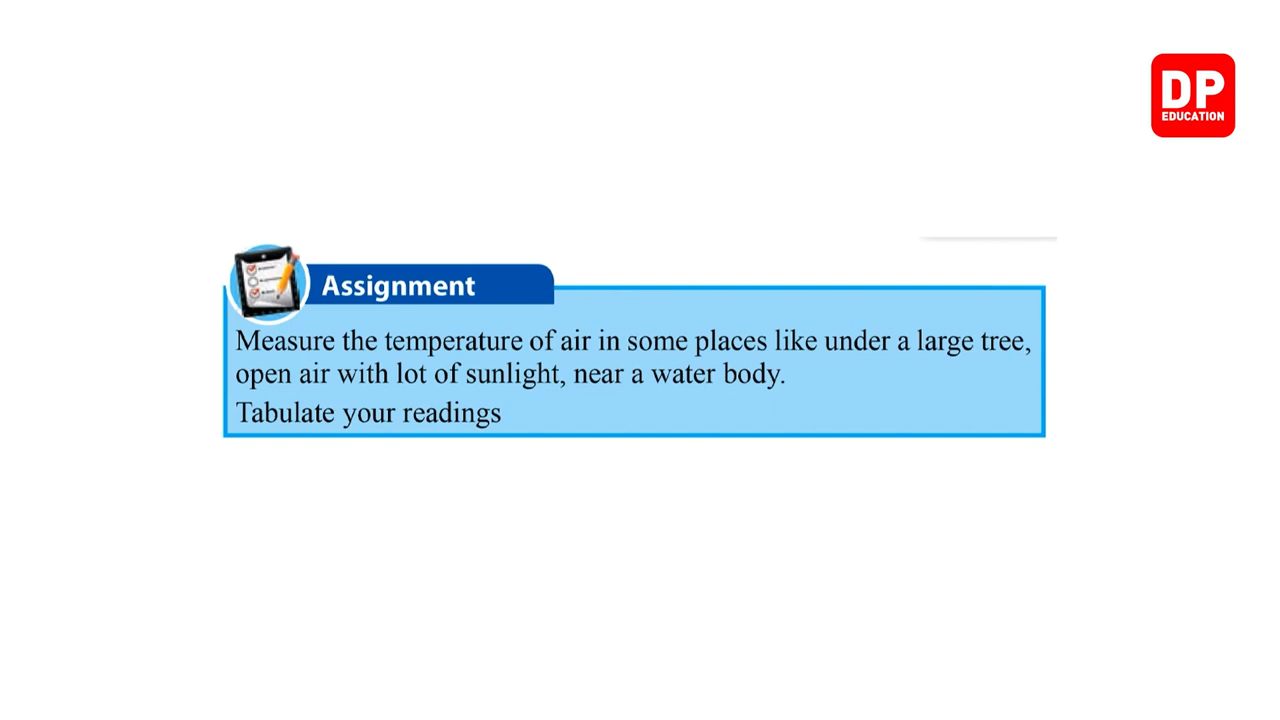 DP
EDUCATION
Assignment
Measure the temperature of air in some places like under a large tree,
open air with lot of sunlight, near a water body.
Tabulate your readings